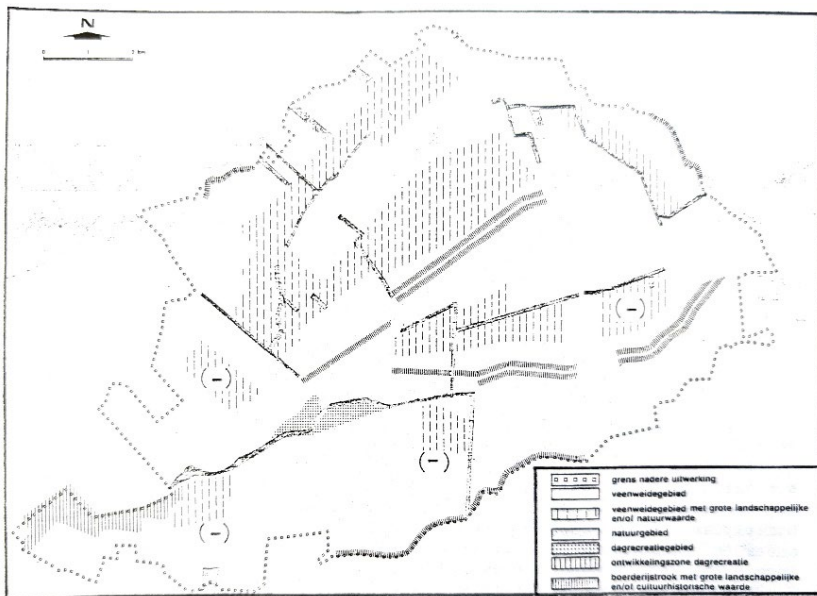 N
0 1 2 km
(-)
(-)
(-)
(-)
grens nadere uitwerking
veenweidegebied
veenweidegebied met grote landschappelijke
en/of natuurwaarde
natuurgebied
dagrecreatiegebied
ontwikkelingszone dagrecreatie
boerderijstrook met grote landschappelijke
en/of cultuurhistorische waarde